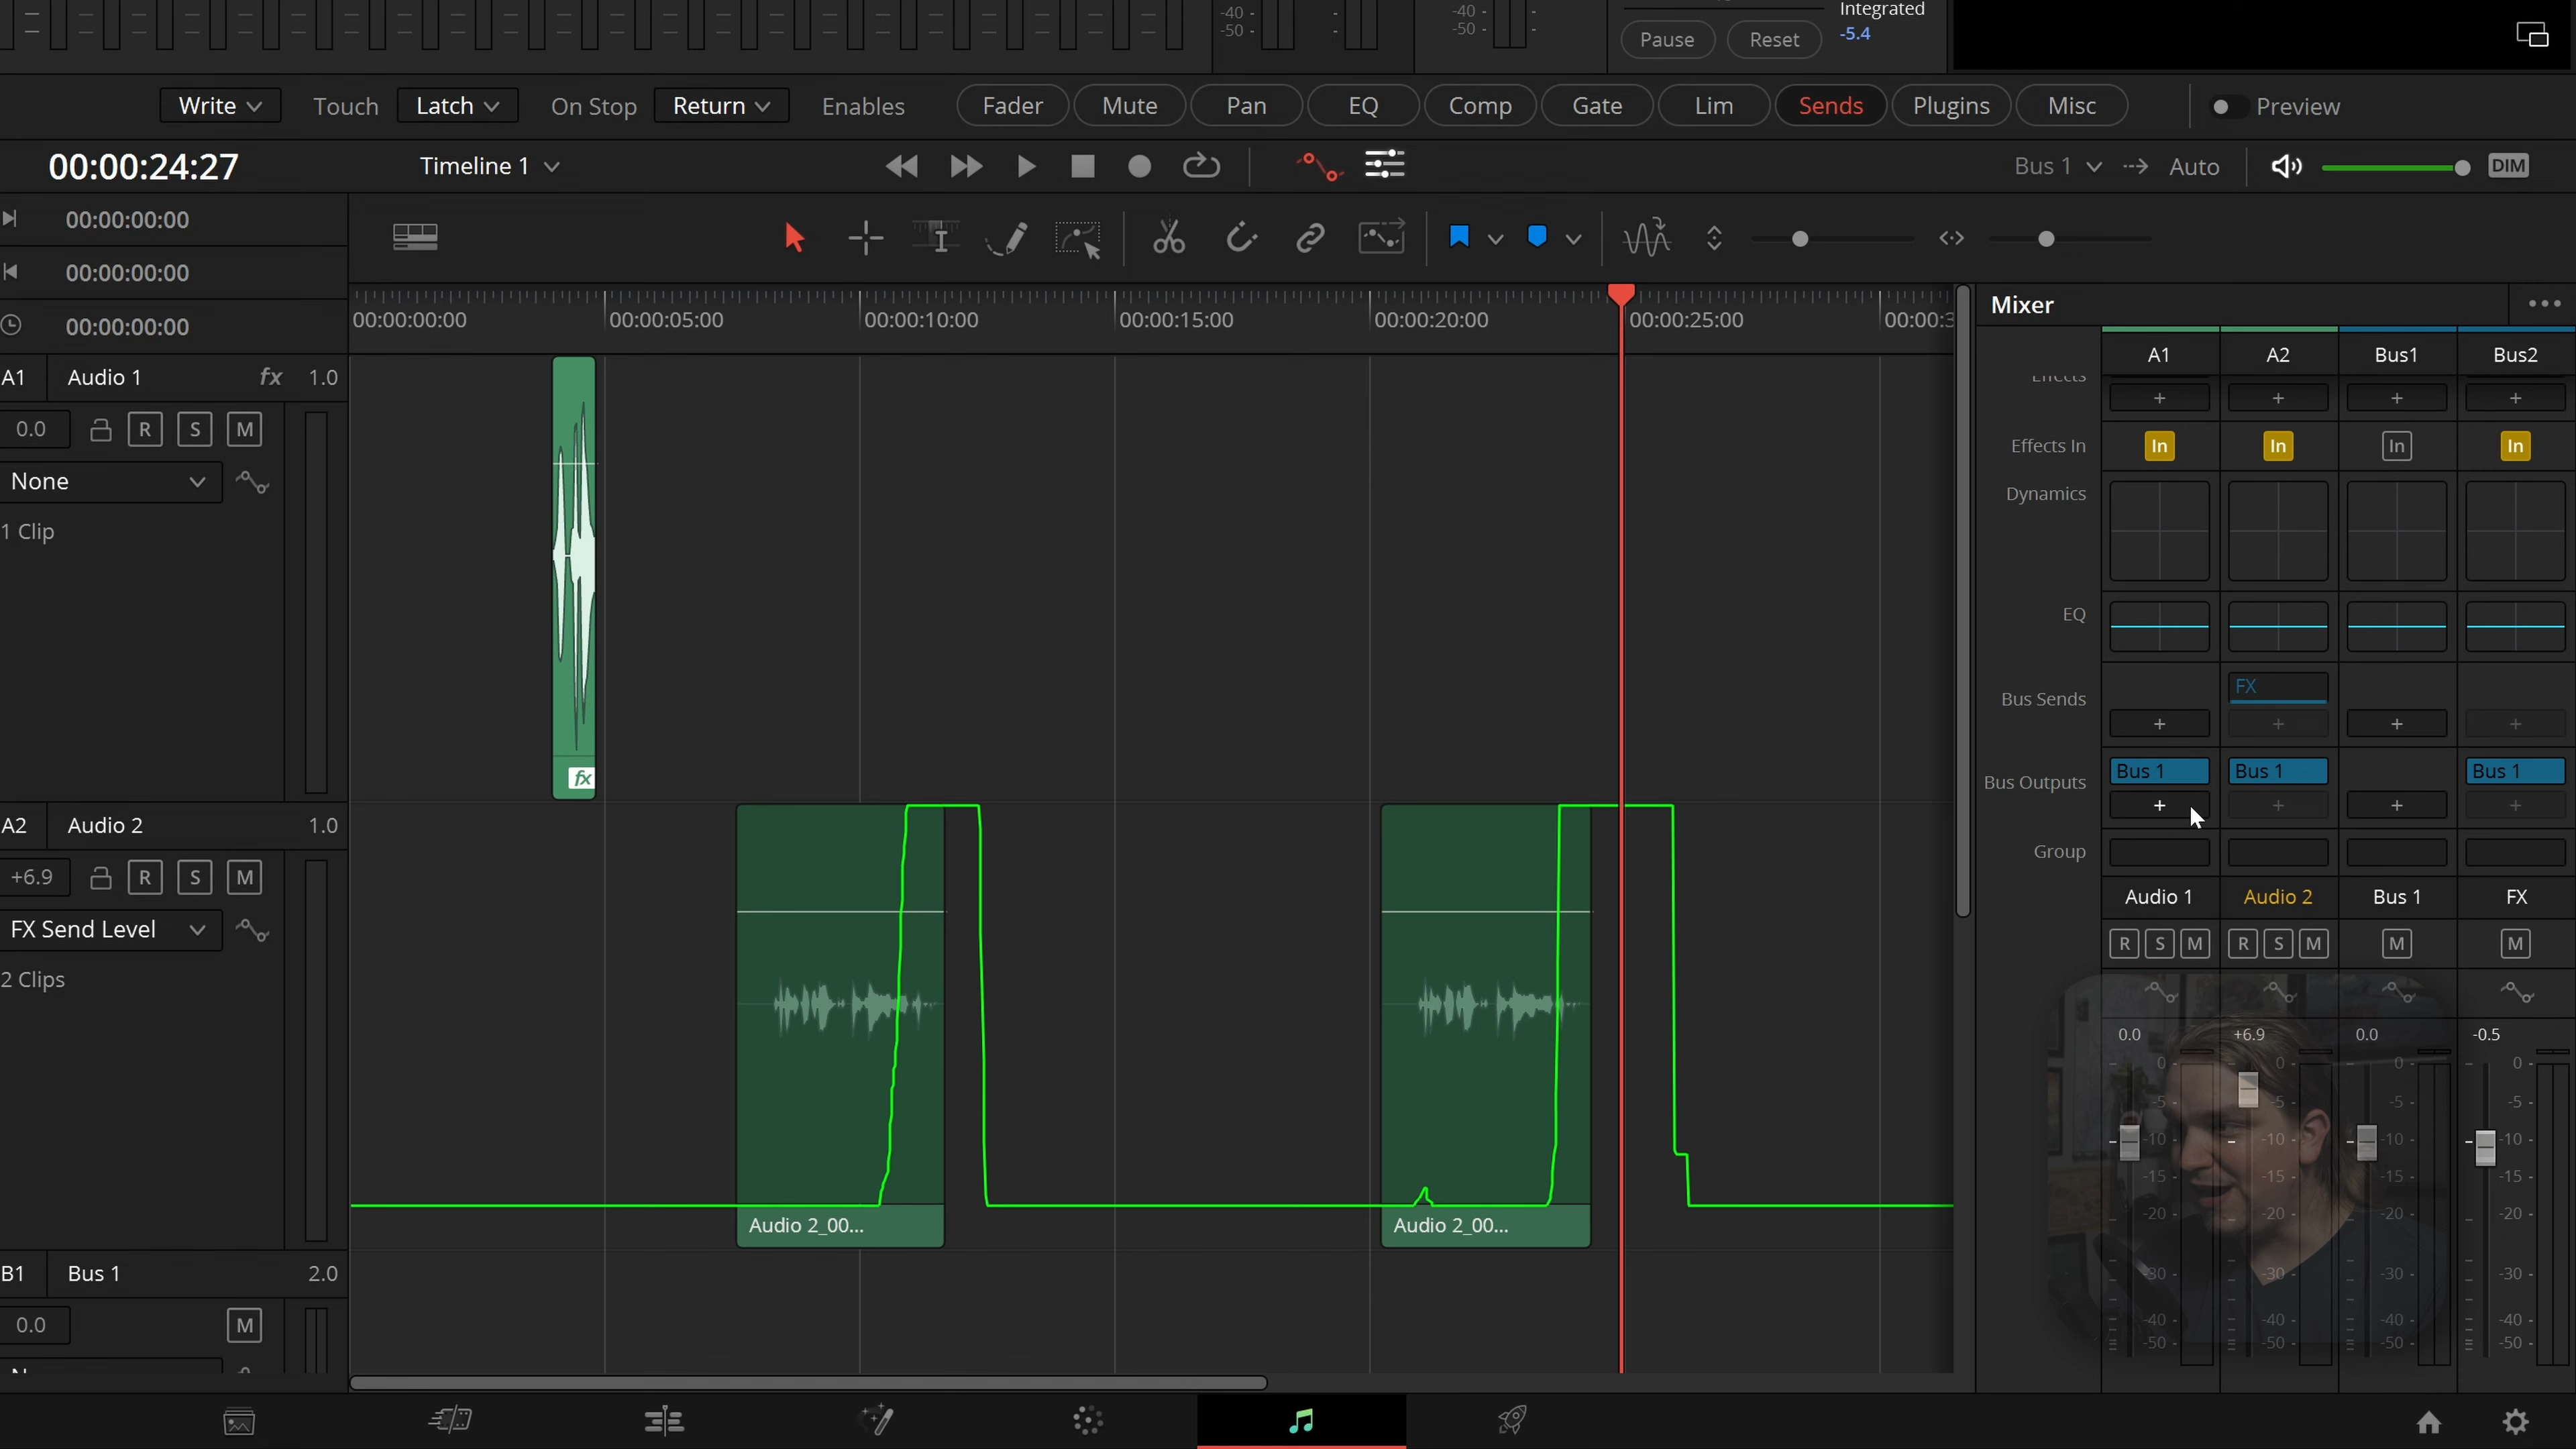 -40 -
-50 -
-40 -
-50 -
Pause
Reset
Integrated
-5.4
Write
Touch
Latch
On Stop
Return
Enables
Fader
Mute
Pan
EQ
Comp
Gate
Lim
Sends
Plugins
Misc
Preview
00:00:24:27
Timeline 1
Bus 1
Auto
DIM
00:00:00:00
00:00:00:00
00:00:00:00
00:00:00:00
00:00:05:00
00:00:10:00
00:00:15:00
00:00:20:00
00:00:25:00
00:00:3
Mixer
A1
A2
Bus1
Bus2
A1 Audio 1 fx 1.0
0.0 R S M
None
1 Clip
fx
A2 Audio 2 1.0
+6.9 R S M
FX Send Level
2 Clips
Audio 2_00...
Audio 2_00...
B1 Bus 1 2.0
0.0 M
Effects
+ + + +
Effects In In In In In
Dynamics
EQ
Bus Sends FX
+ + + +
Bus Outputs Bus 1 Bus 1 Bus 1
+ + + +
Group
Audio 1 Audio 2 Bus 1 FX
R S M R S M M M
0.0 +6.9 0.0 -0.5
0- 0- 0- 0-
-5- -5- -5- -5-
-10- -10- -10- -10-
-15- -15- -15- -15-
-20- -20- -20- -20-
-30- -30- -30- -30-
-40- -40- -40- -40-
-50- -50- -50- -50-